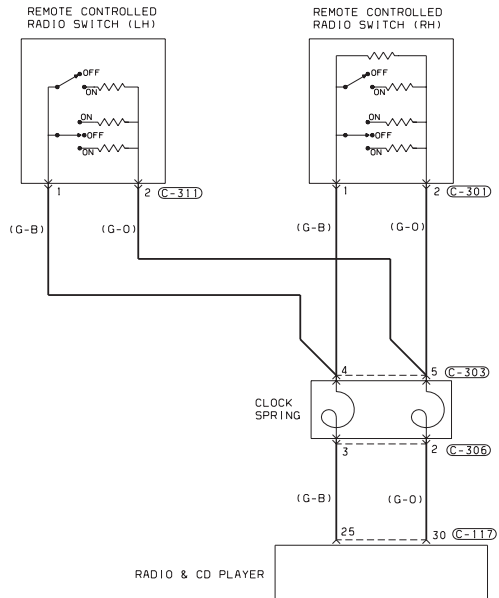 REMOTE CONTROLLED
RADIO SWITCH (LH)
REMOTE CONTROLLED
RADIO SWITCH (RH)
OFF
ON
ON
OFF
ON
OFF
ON
ON
OFF
ON
1
2
C-311
1
2
C-301
(G-B)
(G-O)
(G-B)
(G-O)
4
5
C-303
CLOCK
SPRING
3
2
C-306
(G-B)
(G-O)
25
30
C-117
RADIO & CD PLAYER